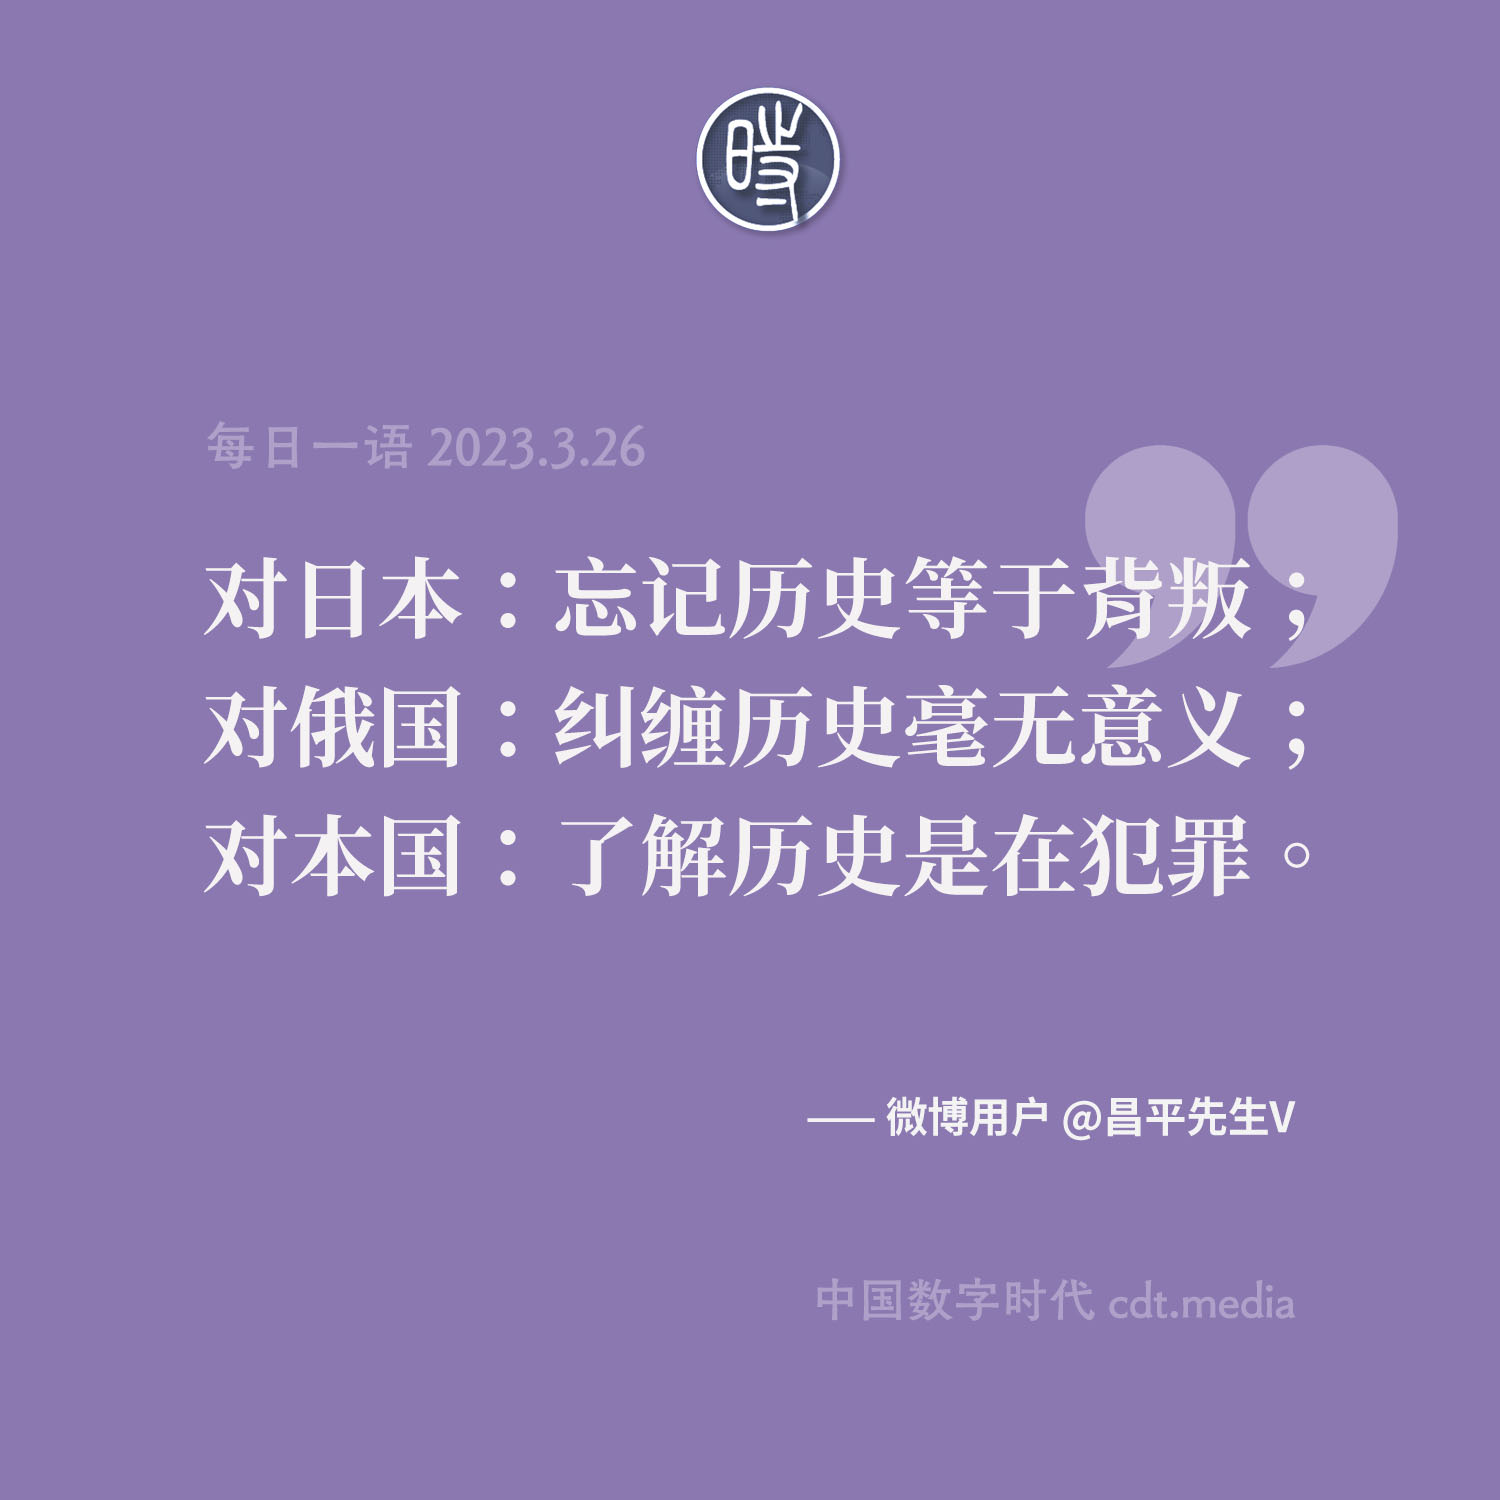 時
每日一语 2023.3.26
对日本：忘记历史等于背叛；
对俄国：纠缠历史毫无意义；
对本国：了解历史是在犯罪。
—— 微博用户 @昌平先生V
中国数字时代 cdt.media